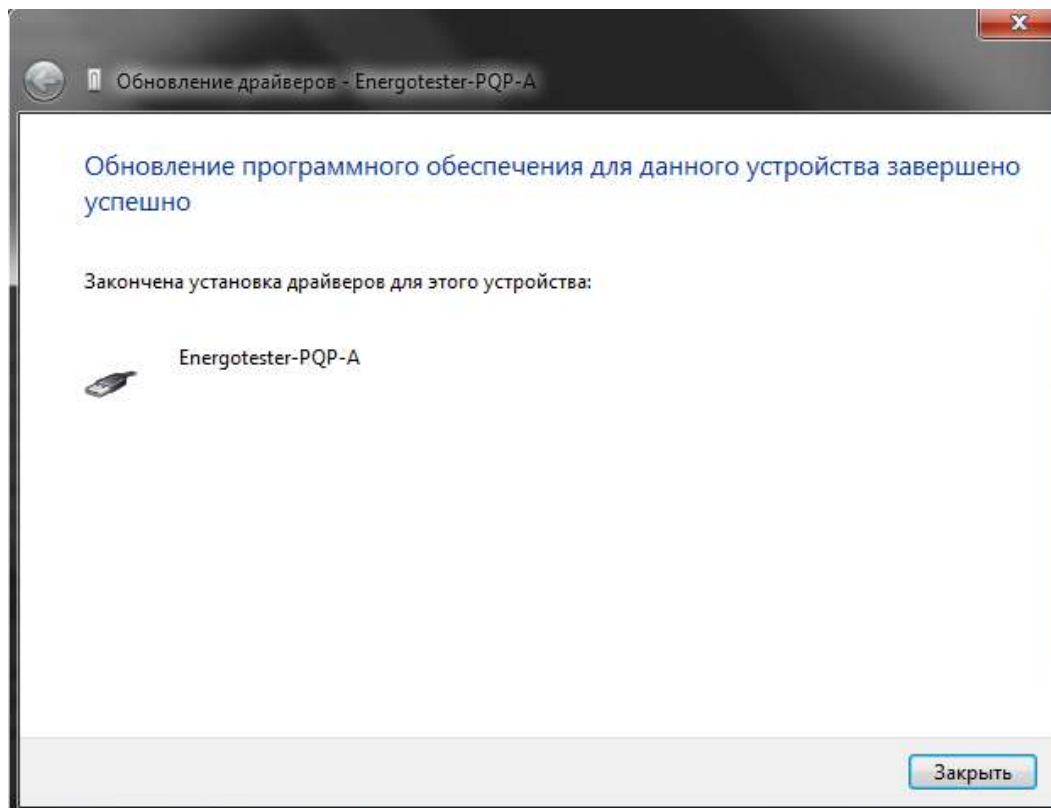 x
Обновление драйверов - Energotester-PQP-A
Обновление программного обеспечения для данного устройства завершено
успешно
Закончена установка драйверов для этого устройства:
Energotester-PQP-A
Закрыть